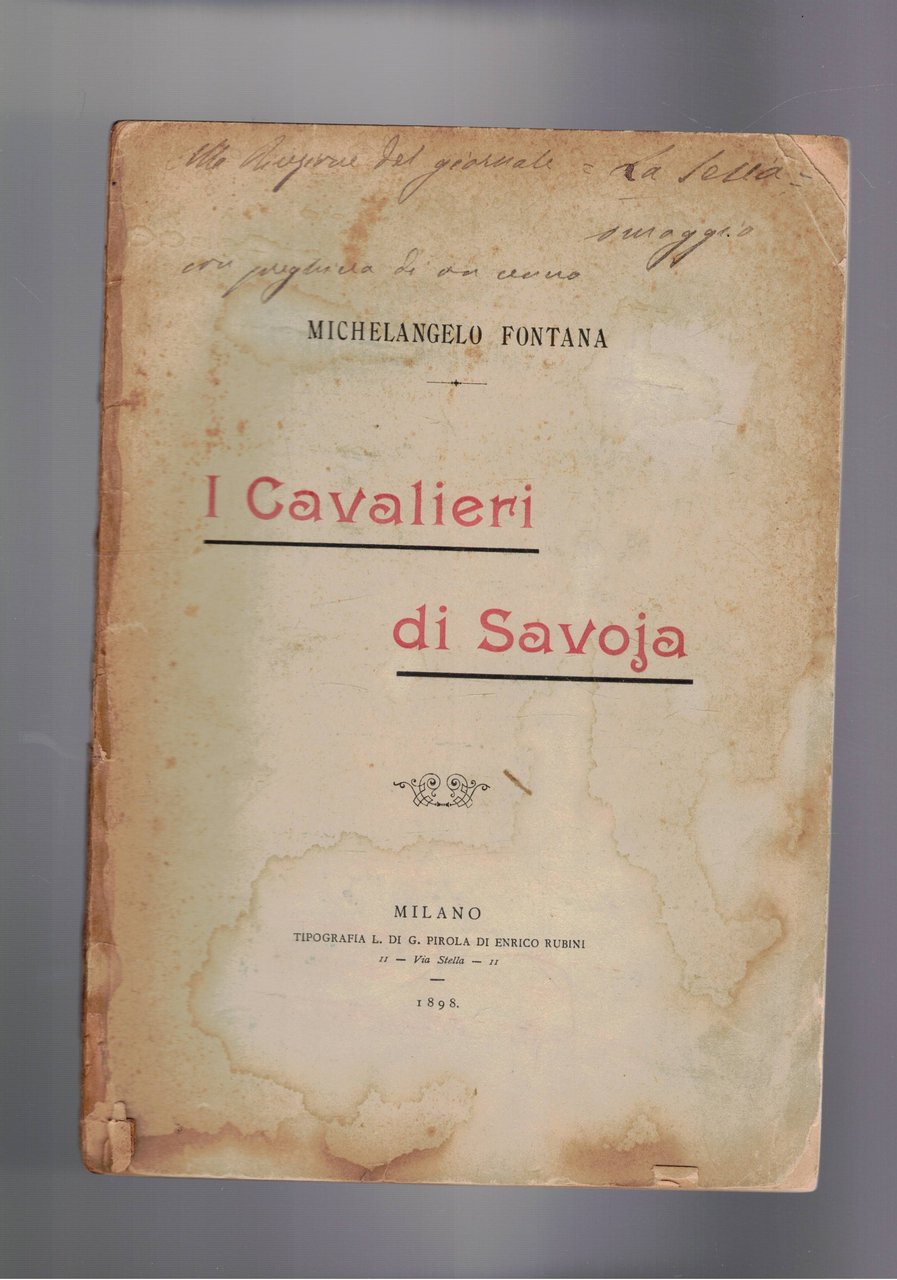 Alla Direzione del giornale = La Sera =
omaggio
con preghiera di un cenno
MICHELANGELO FONTANA
I Cavalieri
di Savoja
MILANO
TIPOGRAFIA L. DI G. PIROLA DI ENRICO RUBINI
11 — Via Stella — 11
1898.